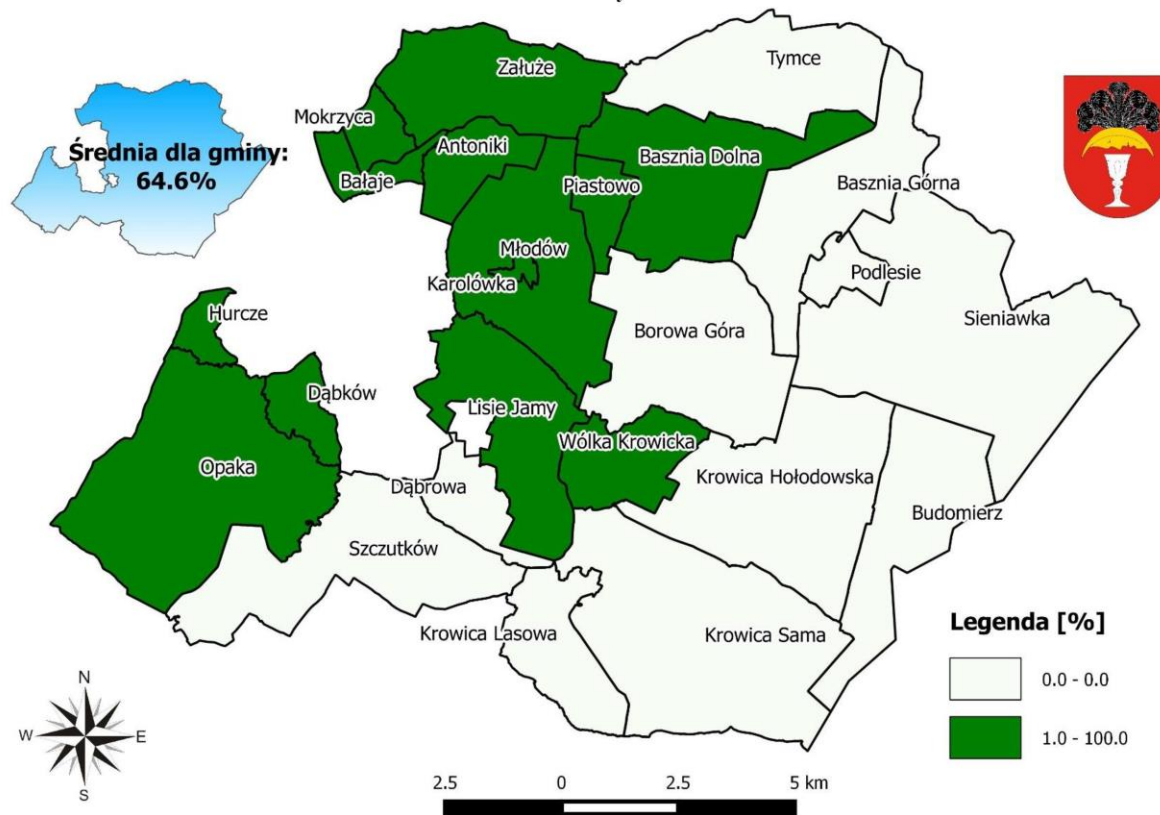 Tymce
Załuże
Mokrzyca
Średnia dla gminy:
64.6%
Antoniki
Basznia Dolna
Bałaje
Piastowo
Basznia Górna
Młodów
Podlesie
Karolówka
Hurcze
Borowa Góra
Sieniawka
Dąbków
Lisie Jamy
Wólka Krowicka
Opaka
Dąbrowa
Krowica Hołodowska
Budomierz
Szczutków
Krowica Lasowa
Krowica Sama
Legenda [%]
0.0 - 0.0
1.0 - 100.0
N
W
E
S
2.5 0 2.5 5 km